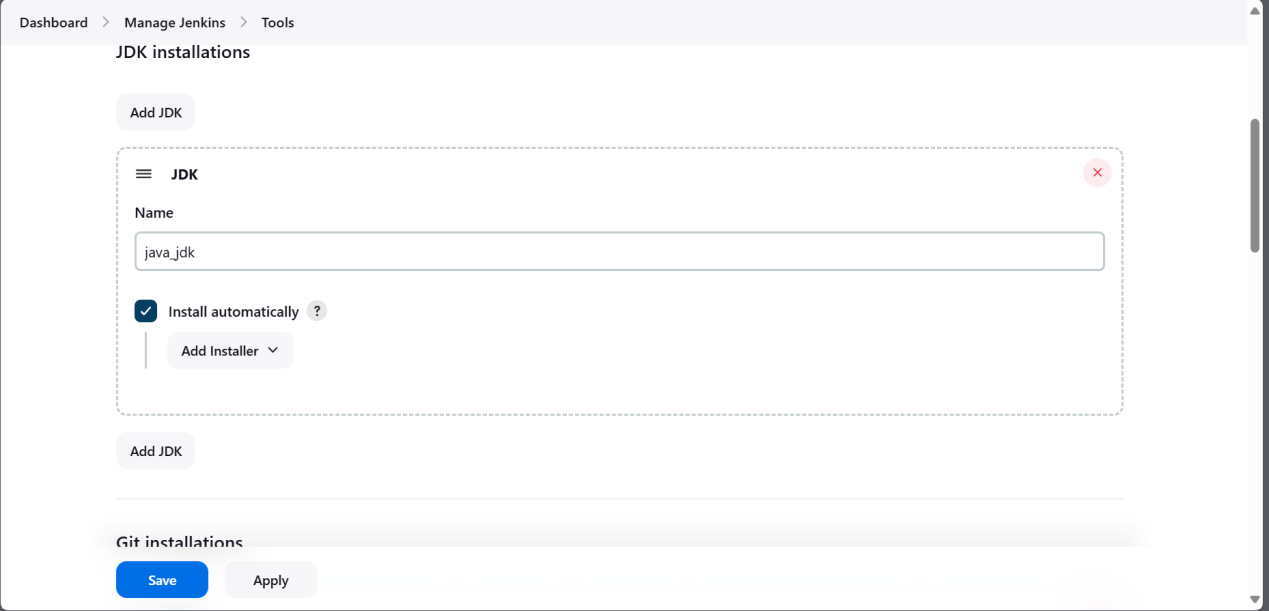 Dashboard > Manage Jenkins > Tools
JDK installations
Add JDK
JDK
Name
java_jdk
Install automatically ?
Add Installer
Add JDK
Git installations
Save Apply